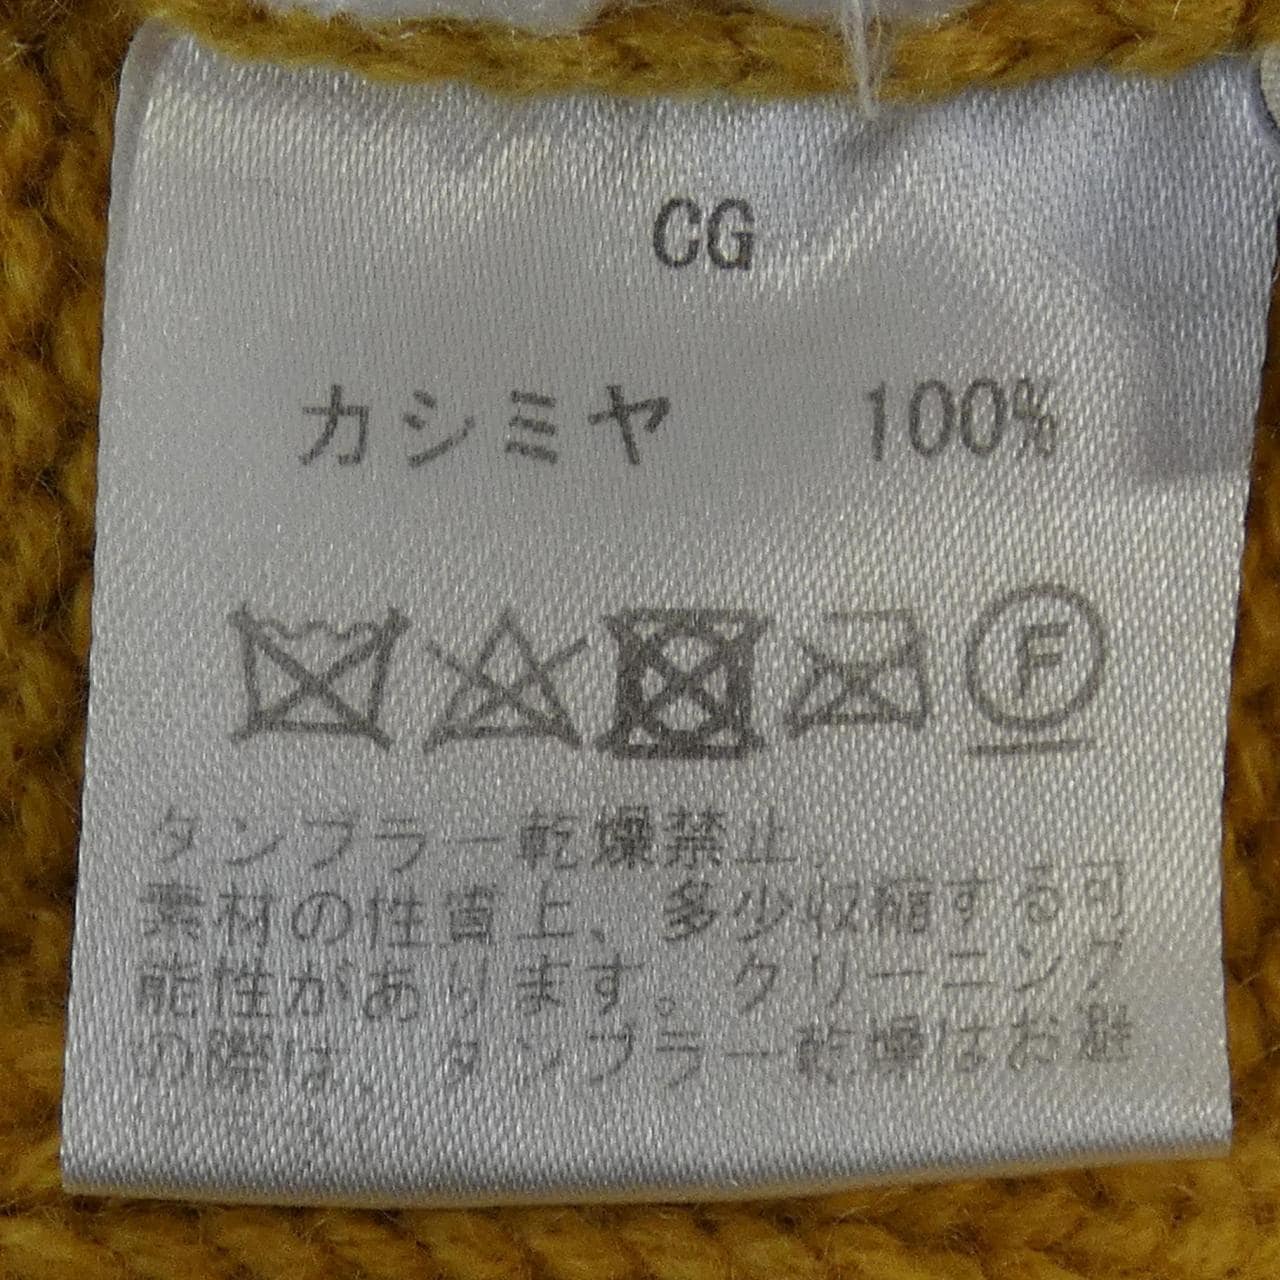 CG
カシミヤ 100%
F
タンブラー乾燥禁止。
素材の性質上、多少収縮する可
能性があります。クリーニング
の際は、タンブラー乾燥はお避